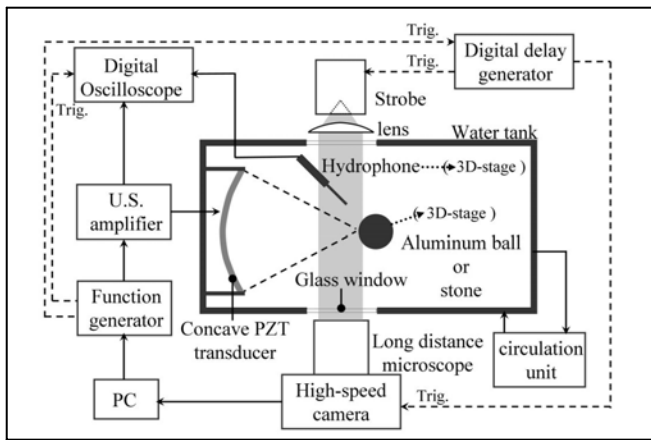 Trig.
Digital delay
generator
Trig.
Digital
Oscilloscope
Trig.
Strobe
lens
Water tank
Hydrophone
( 3D-stage )
U.S.
amplifier
( 3D-stage )
Aluminum ball
or
stone
Glass window
Function
generator
Concave PZT
transducer
Long distance
microscope
circulation
unit
PC
High-speed
camera
Trig.